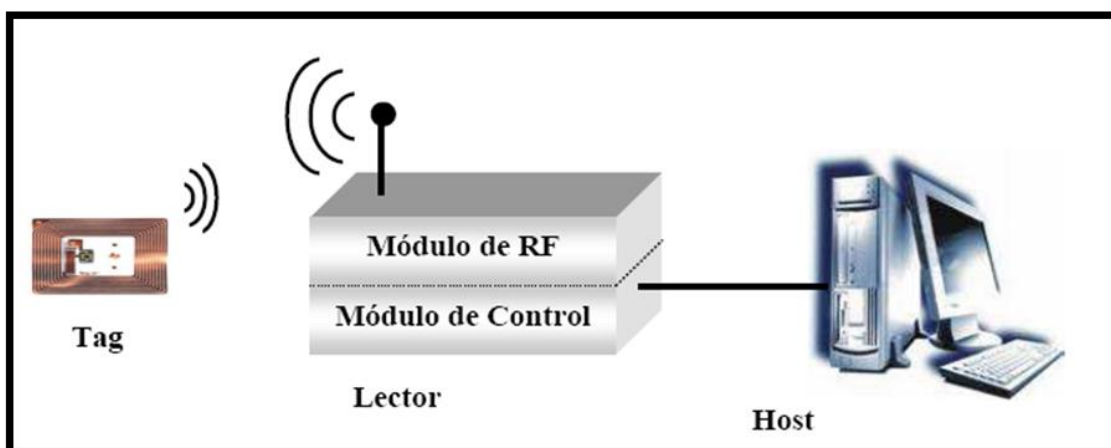 Módulo de RF
Módulo de Control
Tag
Lector
Host